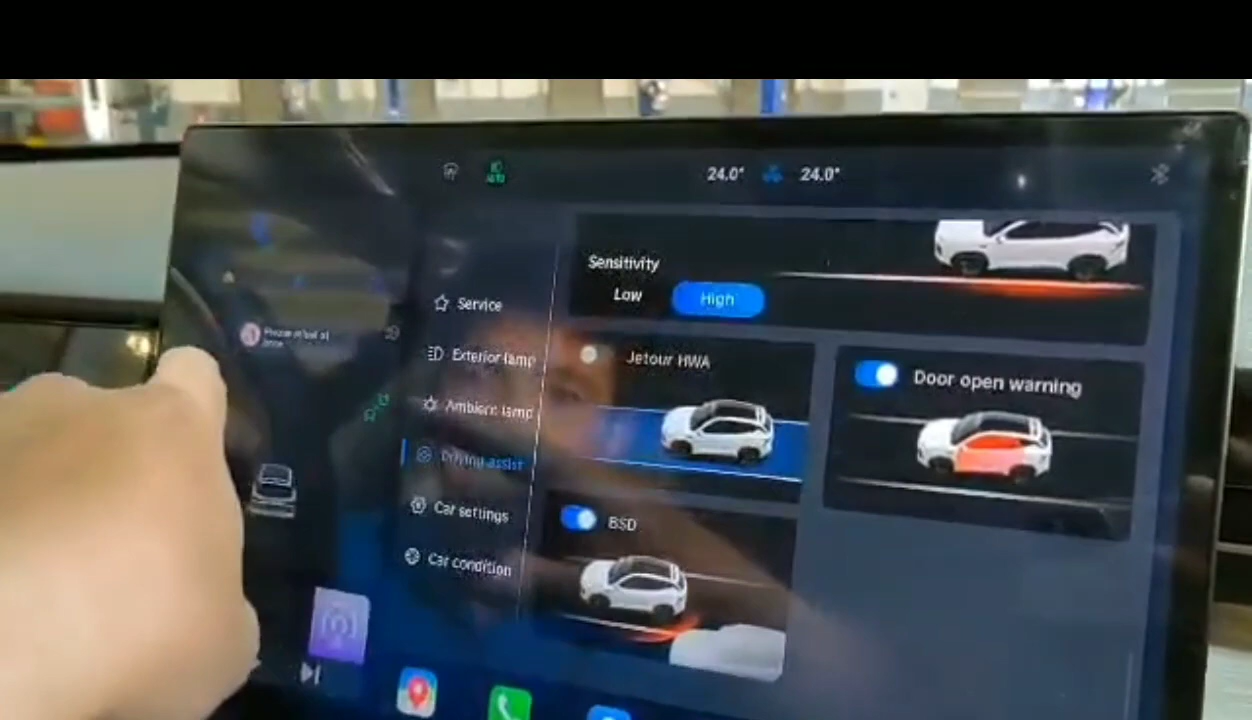 24.0° 24.0°
Sensitivity
Low High
Service
Exterior lamp
Ambient lamp
Driving assist
Car settings
Car condition
Jetour HWA
Door open warning
BSD
AUTO